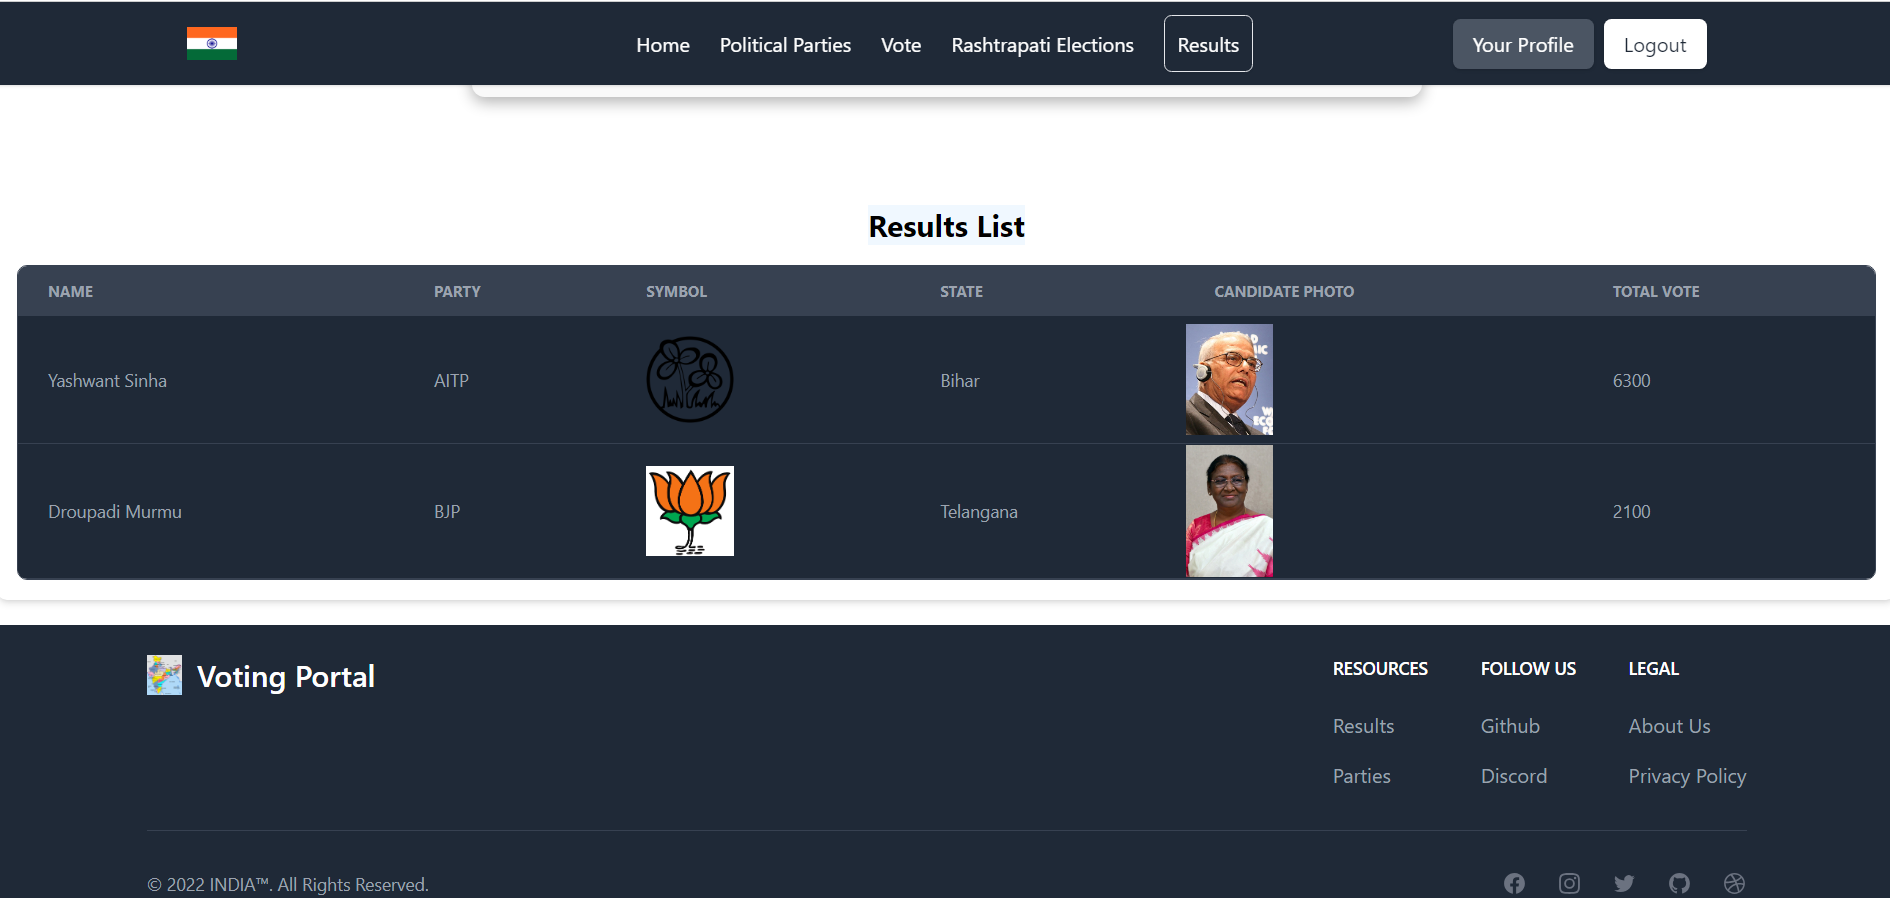 Home Political Parties Vote Rashtrapati Elections Results Your Profile Logout
Results List
NAME PARTY SYMBOL STATE CANDIDATE PHOTO TOTAL VOTE
Yashwant Sinha AITP Bihar 6300
Droupadi Murmu BJP Telangana 2100
Voting Portal
RESOURCES FOLLOW US LEGAL
Results Github About Us
Parties Discord Privacy Policy
© 2022 INDIA™. All Rights Reserved.